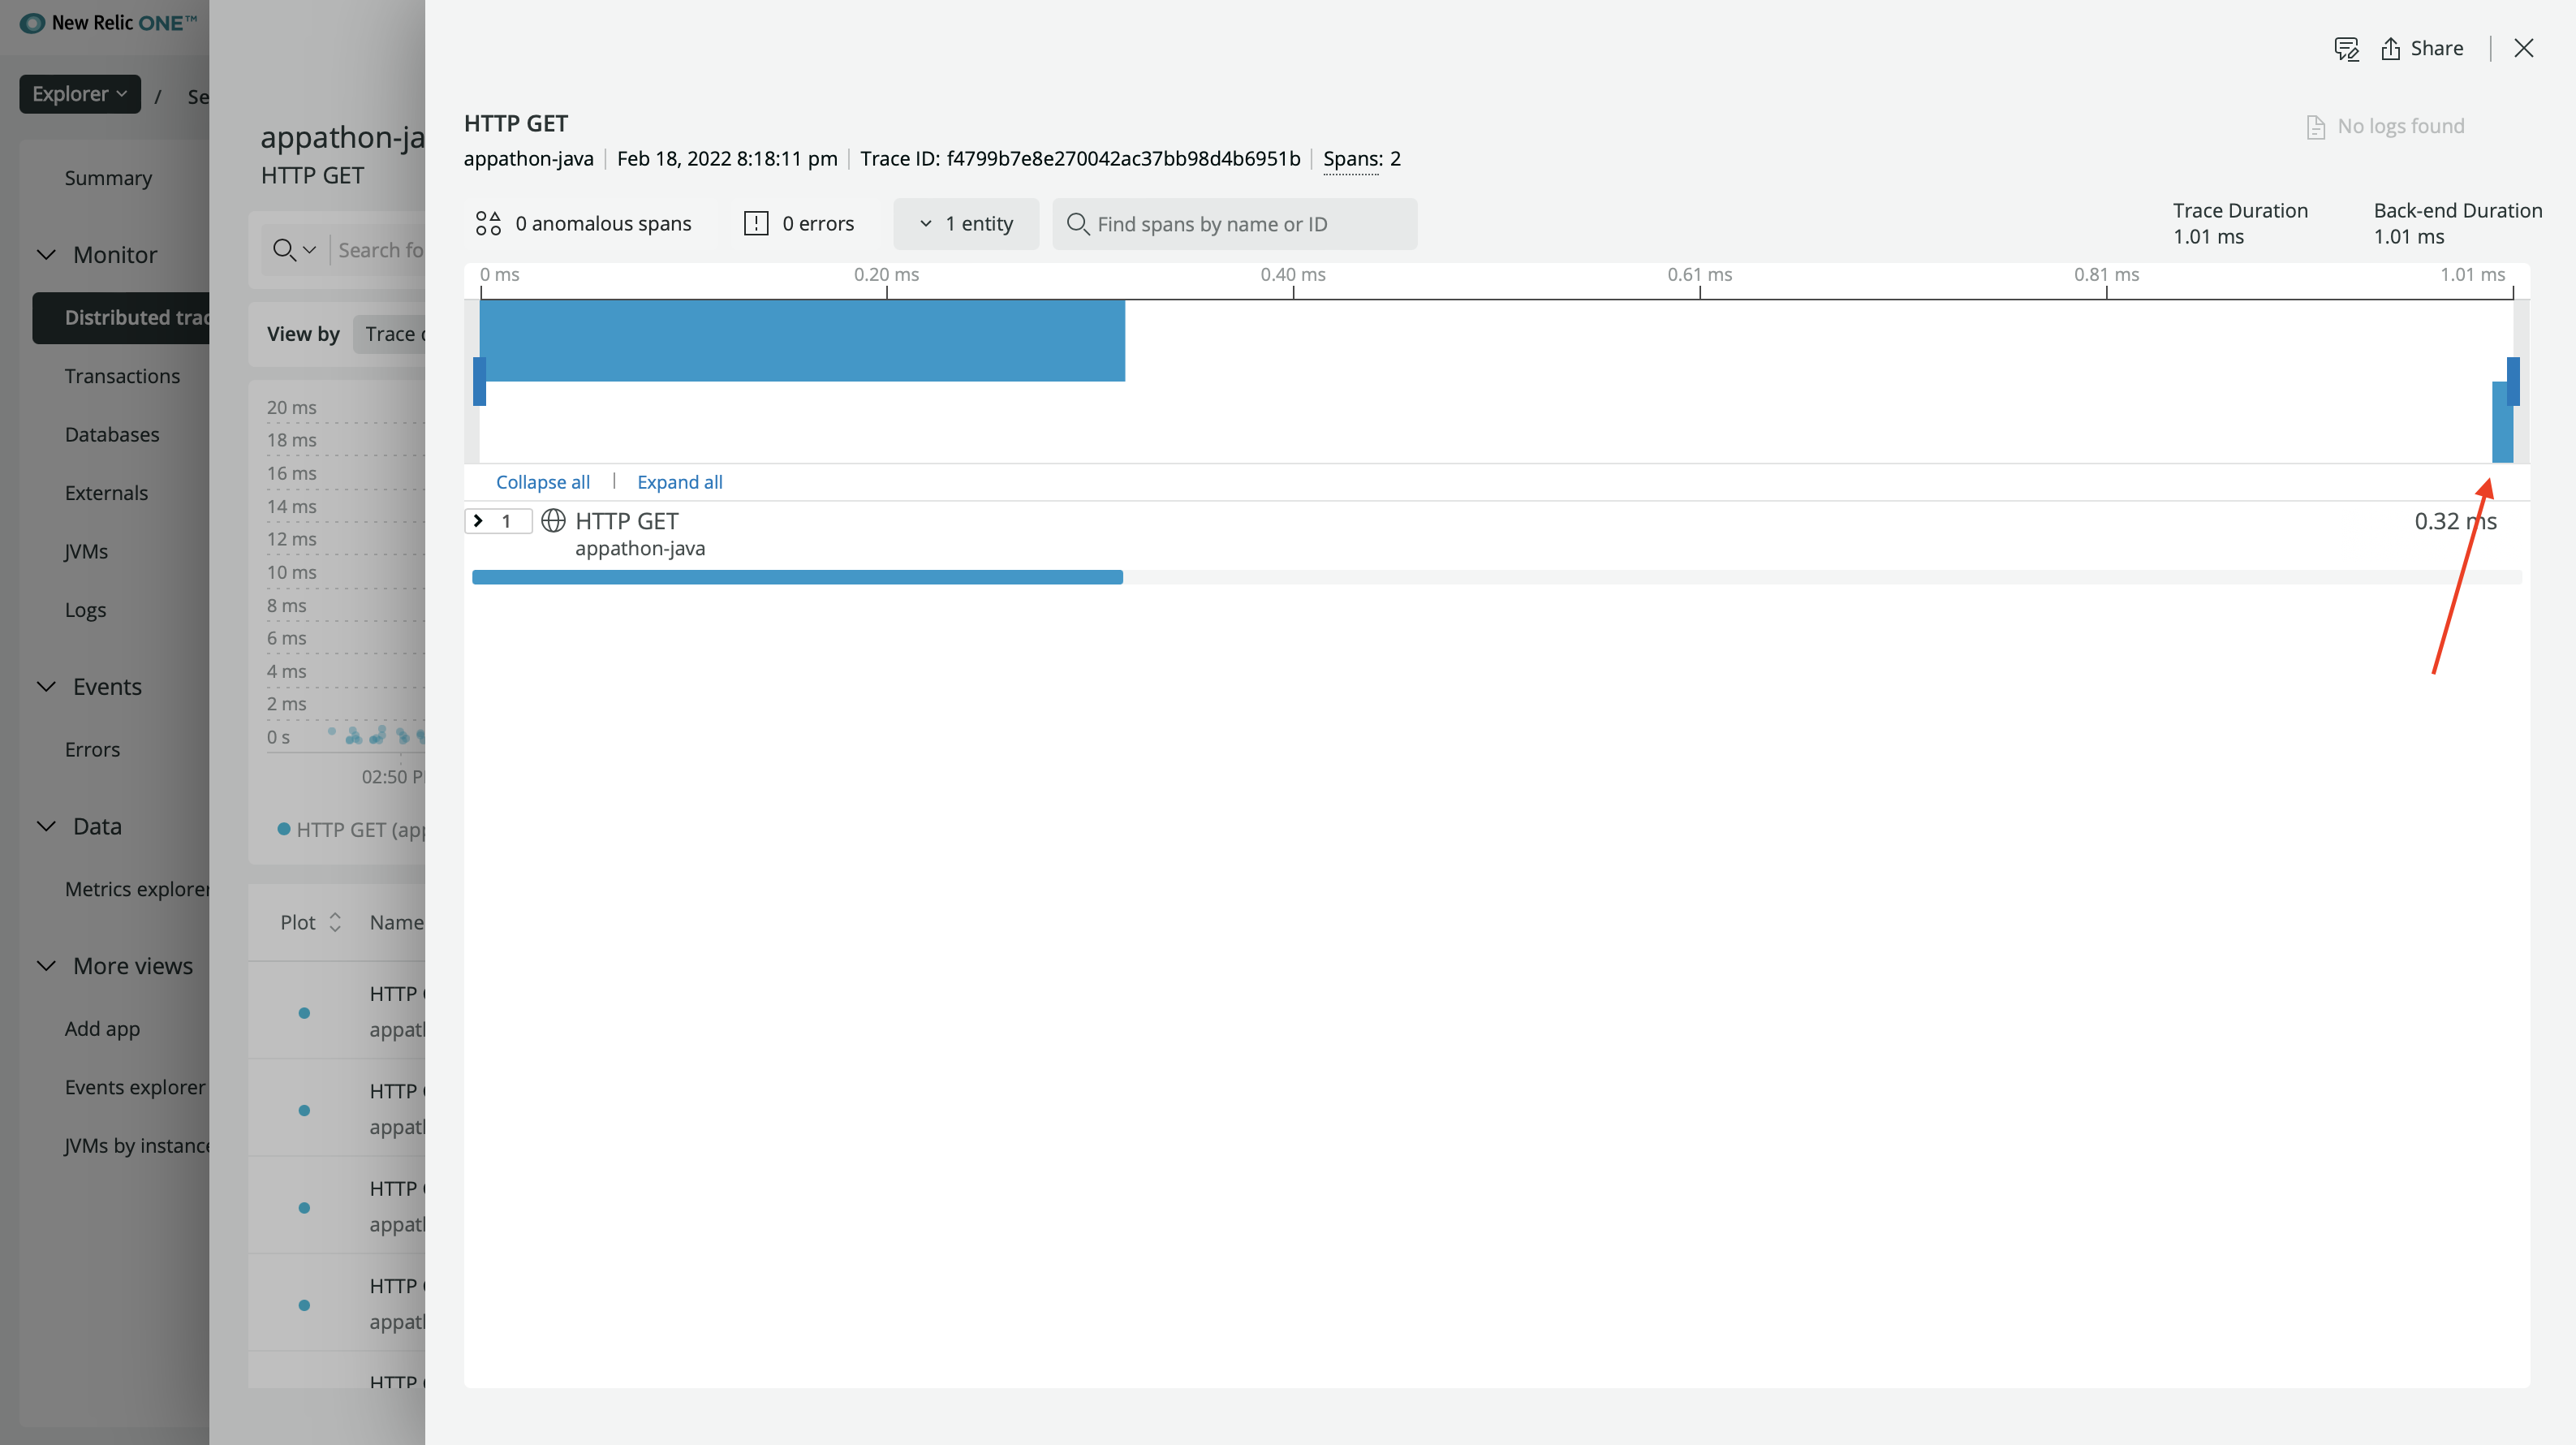 New Relic ONE™
Explorer / Se
Summary
Monitor
Distributed trac
Transactions
Databases
Externals
JVMs
Logs
Events
Errors
Data
Metrics explorer
More views
Add app
Events explorer
JVMs by instance
appathon-ja
HTTP GET
Search fo
View by Trace
20 ms
18 ms
16 ms
14 ms
12 ms
10 ms
8 ms
6 ms
4 ms
2 ms
0 s
02:50 P
HTTP GET (app
Plot Name
HTTP
appath
HTTP
appath
HTTP
appath
HTTP
appath
HTTP
Share
HTTP GET
No logs found
appathon-java | Feb 18, 2022 8:18:11 pm | Trace ID: f4799b7e8e270042ac37bb98d4b6951b | Spans: 2
0 anomalous spans 0 errors 1 entity Find spans by name or ID
Trace Duration Back-end Duration
1.01 ms 1.01 ms
0 ms 0.20 ms 0.40 ms 0.61 ms 0.81 ms 1.01 ms
Collapse all | Expand all
1 HTTP GET 0.32 ms
appathon-java